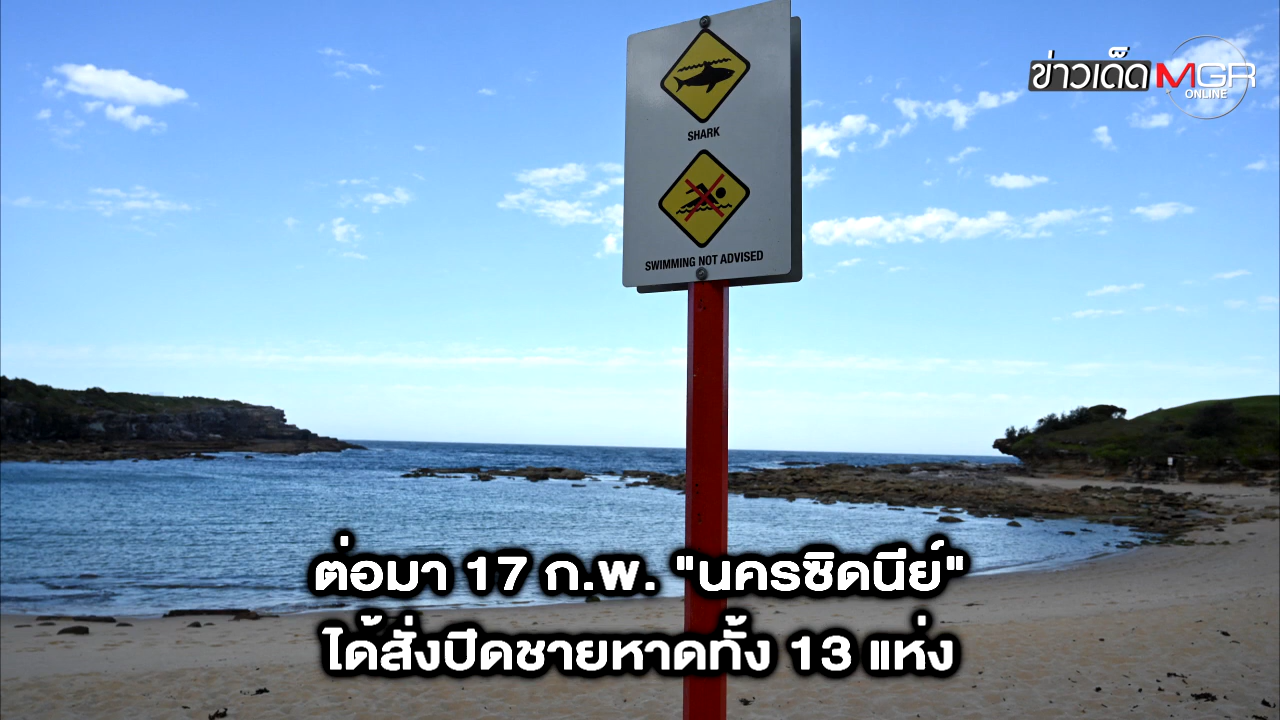 ข่าวเด็ด MGR
ONLINE
SHARK
SWIMMING NOT ADVISED
ต่อมา 17 ก.พ. "นครซิดนีย์"
ได้สั่งปิดชายหาดทั้ง 13 แห่ง